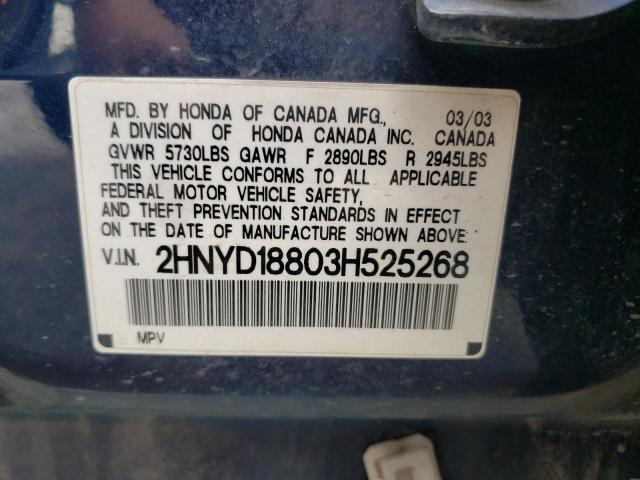 MFD. BY HONDA OF CANADA MFG., 03/03
A DIVISION OF HONDA CANADA INC. CANADA
GVWR 5730LBS GAWR F 2890LBS R 2945LBS
THIS VEHICLE CONFORMS TO ALL APPLICABLE
FEDERAL MOTOR VEHICLE SAFETY,
AND THEFT PREVENTION STANDARDS IN EFFECT
ON THE DATE OF MANUFACTURE SHOWN ABOVE.
V.I.N. 2HNYD18803H525268
MPV